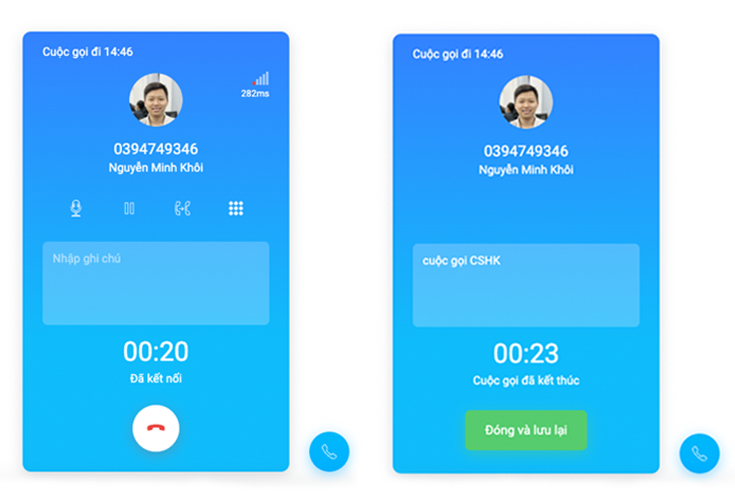 Cuộc gọi đi 14:46
282ms
0394749346
Nguyễn Minh Khôi
Nhập ghi chú
00:20
Đã kết nối
Cuộc gọi đi 14:46
0394749346
Nguyễn Minh Khôi
cuộc gọi CSHK
00:23
Cuộc gọi đã kết thúc
Đóng và lưu lại